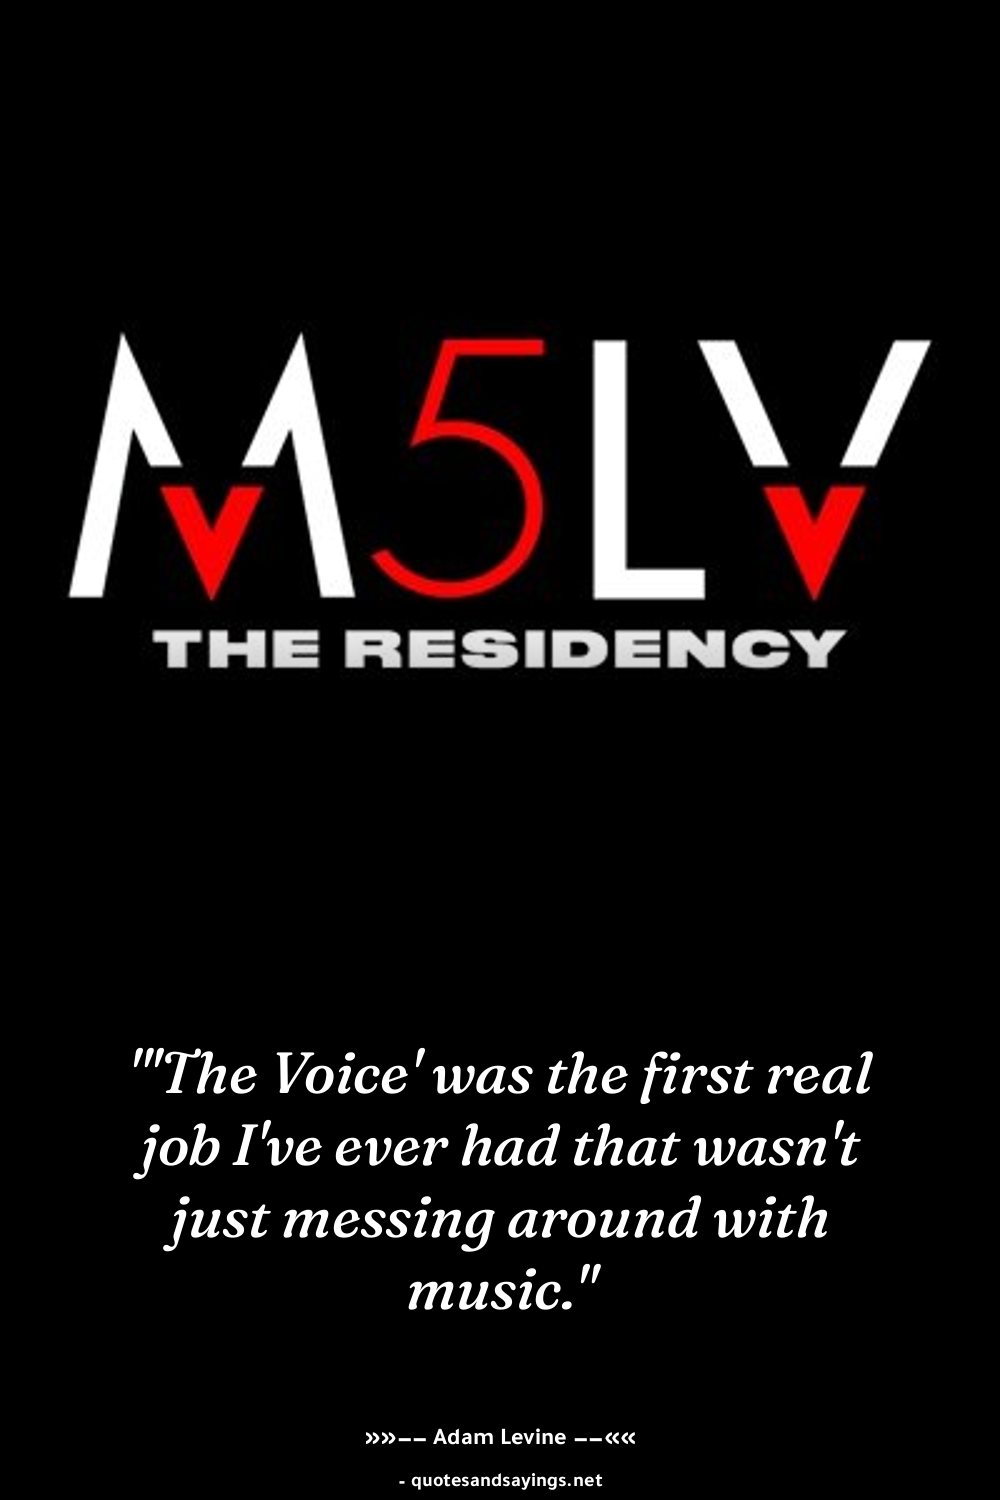 M5LV
THE RESIDENCY
"'The Voice' was the first real
job I've ever had that wasn't
just messing around with
music."
»»−− Adam Levine −−««
- quotesandsayings.net